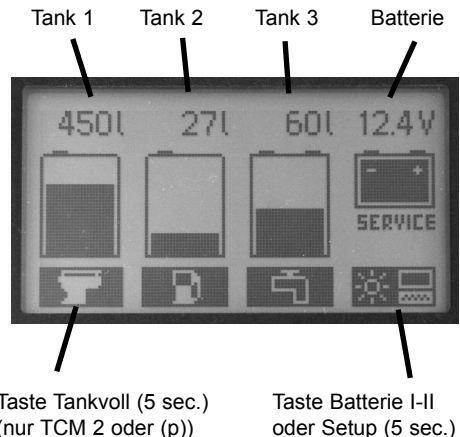 Tank 1 Tank 2 Tank 3 Batterie
450l 27l 60l 12.4V
- +
SERVICE
Taste Tankvoll (5 sec.) Taste Batterie I-II
(nur TCM 2 oder (p)) oder Setup (5 sec.)